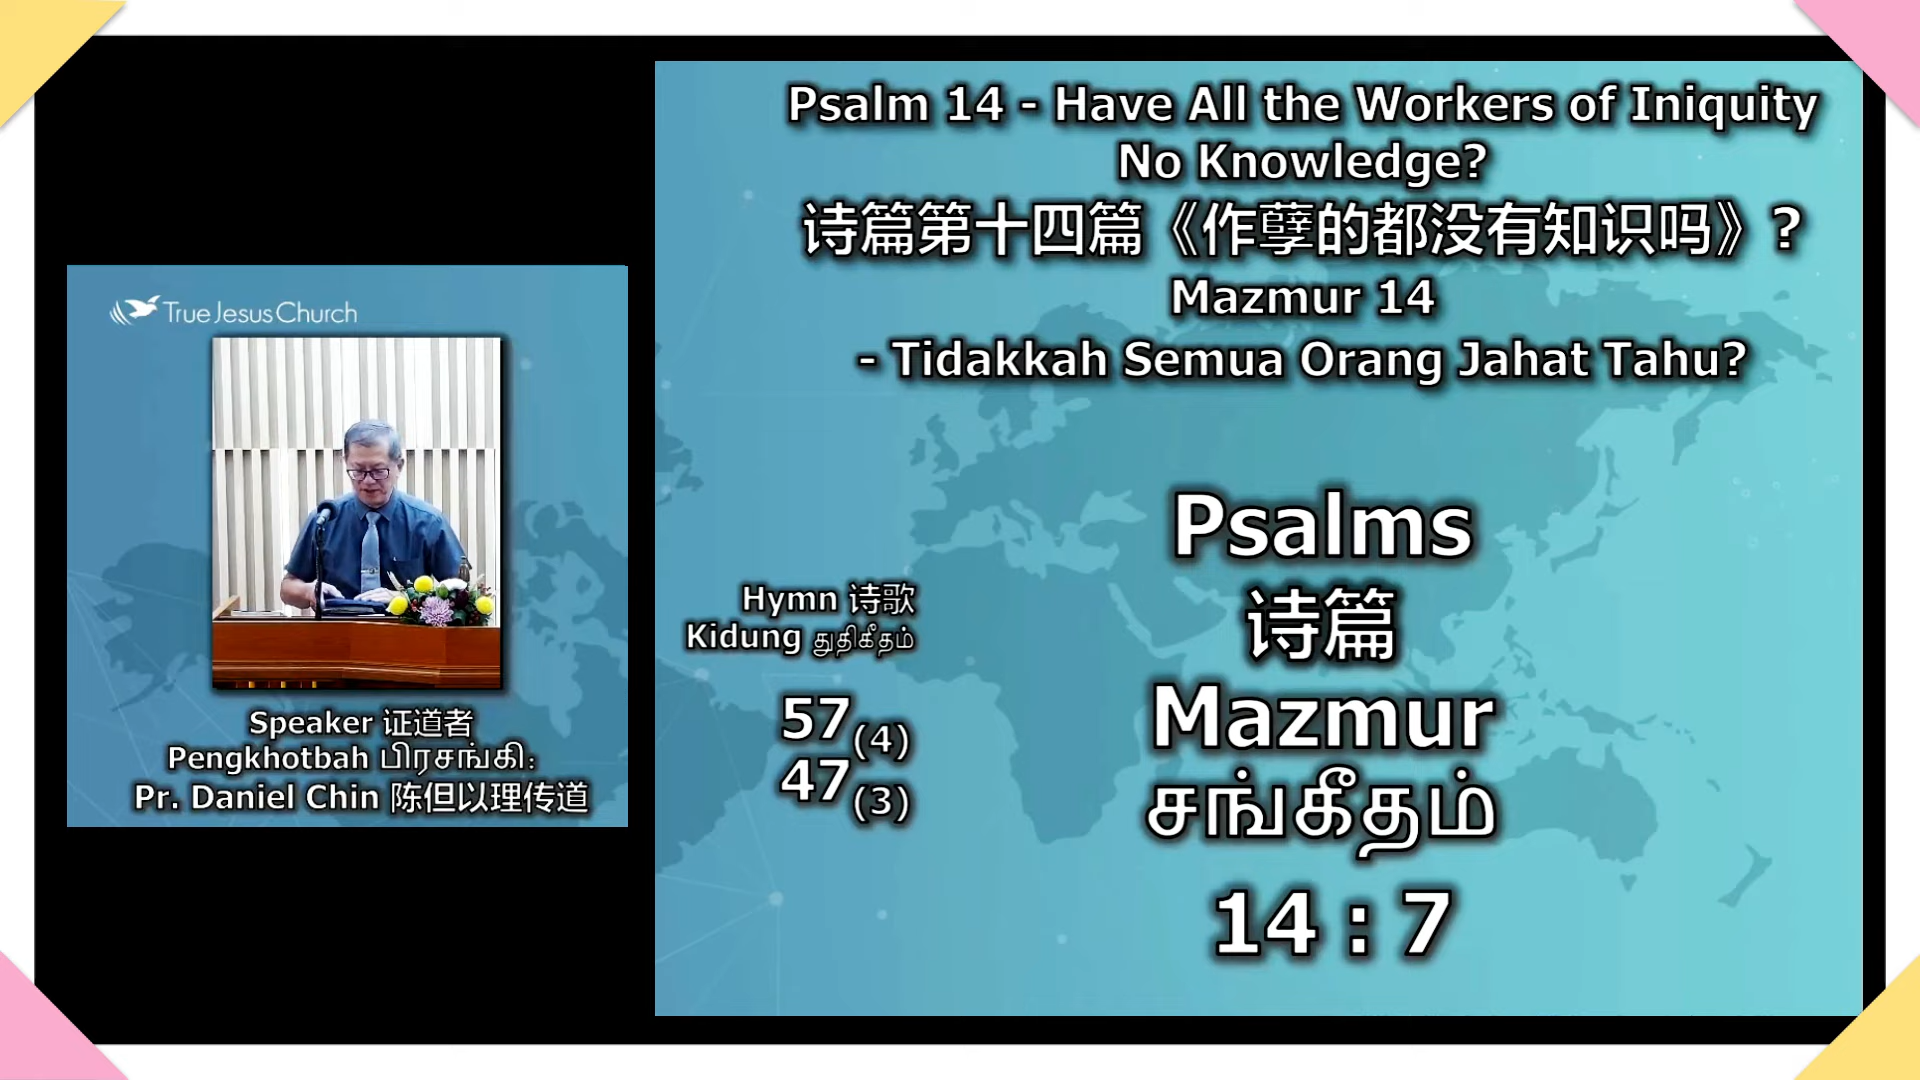 Psalm 14 - Have All the Workers of Iniquity
No Knowledge?
诗篇第十四篇《作孽的都没有知识吗》?
Mazmur 14
- Tidakkah Semua Orang Jahat Tahu?
True Jesus Church
Speaker 证道者
Pengkhotbah பிரசங்கி:
Pr. Daniel Chin 陈但以理传道
Hymn 诗歌
Kidung துதிகீதம்
57(4)
47(3)
Psalms
诗篇
Mazmur
சங்கீதம்
14 : 7